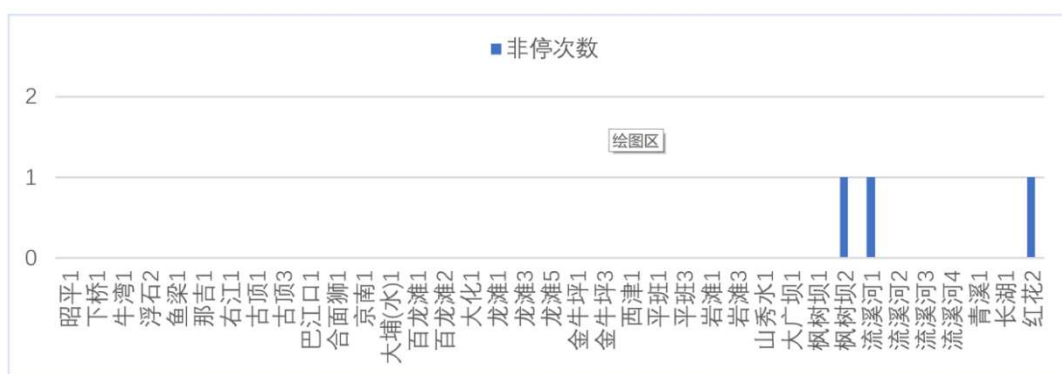 非停次数
2
绘图区
1
0
昭平1
下桥1
牛湾1
浮石2
鱼梁1
那吉1
右江1
古顶1
古顶3
巴江口1
合面狮1
京南1
大埔(水)1
百龙滩1
百龙滩2
大化1
龙滩1
龙滩3
龙滩5
金牛坪1
金牛坪3
西津1
平班1
平班3
岩滩1
岩滩3
山秀水1
大广坝1
枫树坝1
枫树坝2
流溪河1
流溪河2
流溪河3
流溪河4
青溪1
长湖1
红花2